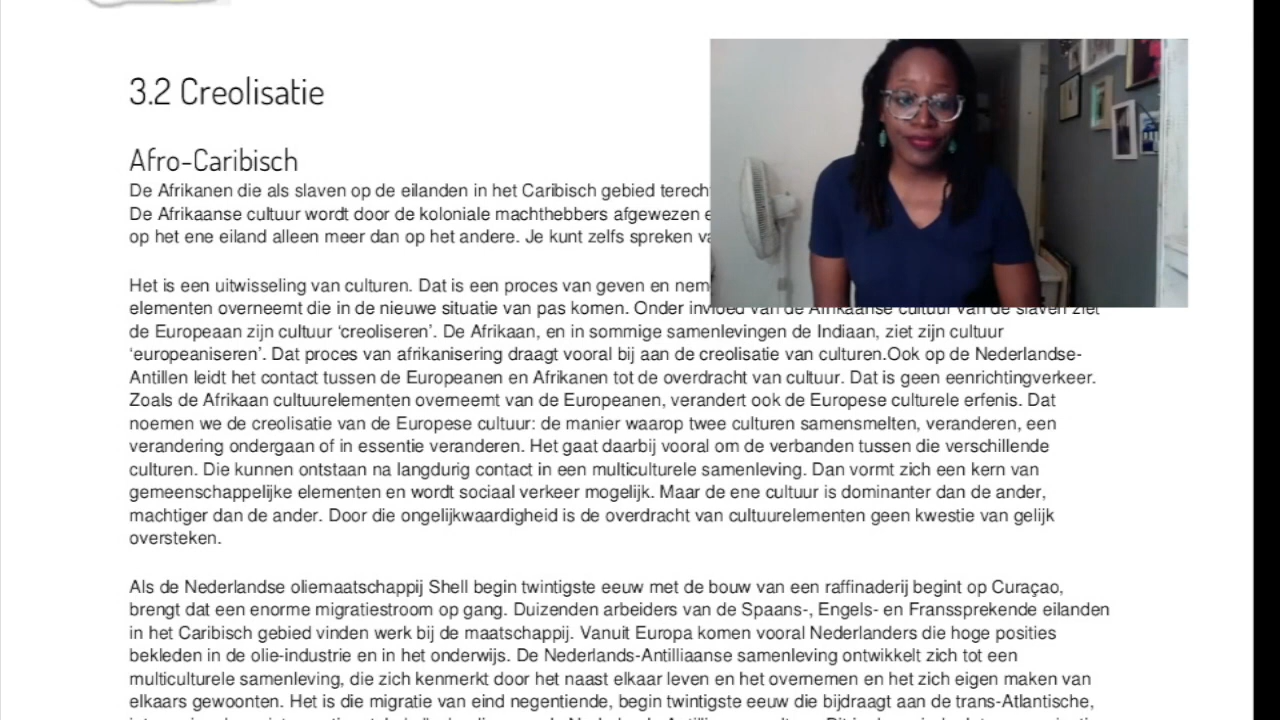 3.2 Creolisatie
Afro-Caribisch
De Afrikanen die als slaven op de eilanden in het Caribisch gebied
De Afrikaanse cultuur wordt door de koloniale machthebbers afgewezen
op het ene eiland alleen meer dan op het andere. Je kunt zelfs spreken
Het is een uitwisseling van culturen. Dat is een proces van geven en
elementen overneemt die in de nieuwe situatie van pas komen. Onder invloed van de Afrikaanse cultuur van de slaven ziet
de Europeaan zijn cultuur ‘creoliseren’. De Afrikaan, en in sommige samenlevingen de Indiaan, ziet zijn cultuur
‘europeaniseren’. Dat proces van afrikanisering draagt vooral bij aan de creolisatie van culturen.Ook op de Nederlandse-
Antillen leidt het contact tussen de Europeanen en Afrikanen tot de overdracht van cultuur. Dat is geen eenrichtingverkeer.
Zoals de Afrikaan cultuurelementen overneemt van de Europeanen, verandert ook de Europese culturele erfenis. Dat
noemen we de creolisatie van de Europese cultuur: de manier waarop twee culturen samensmelten, veranderen, een
verandering ondergaan of in essentie veranderen. Het gaat daarbij vooral om de verbanden tussen die verschillende
culturen. Die kunnen ontstaan na langdurig contact in een multiculturele samenleving. Dan vormt zich een kern van
gemeenschappelijke elementen en wordt sociaal verkeer mogelijk. Maar de ene cultuur is dominanter dan de ander,
machtiger dan de ander. Door die ongelijkwaardigheid is de overdracht van cultuurelementen geen kwestie van gelijk
oversteken.
Als de Nederlandse oliemaatschappij Shell begin twintigste eeuw met de bouw van een raffinaderij begint op Curaçao,
brengt dat een enorme migratiestroom op gang. Duizenden arbeiders van de Spaans-, Engels- en Franssprekende eilanden
in het Caribisch gebied vinden werk bij de maatschappij. Vanuit Europa komen vooral Nederlanders die hoge posities
bekleden in de olie-industrie en in het onderwijs. De Nederlands-Antilliaanse samenleving ontwikkelt zich tot een
multiculturele samenleving, die zich kenmerkt door het naast elkaar leven en het overnemen en het zich eigen maken van
elkaars gewoonten. Het is die migratie van eind negentiende, begin twintigste eeuw die bijdraagt aan de trans-Atlantische,